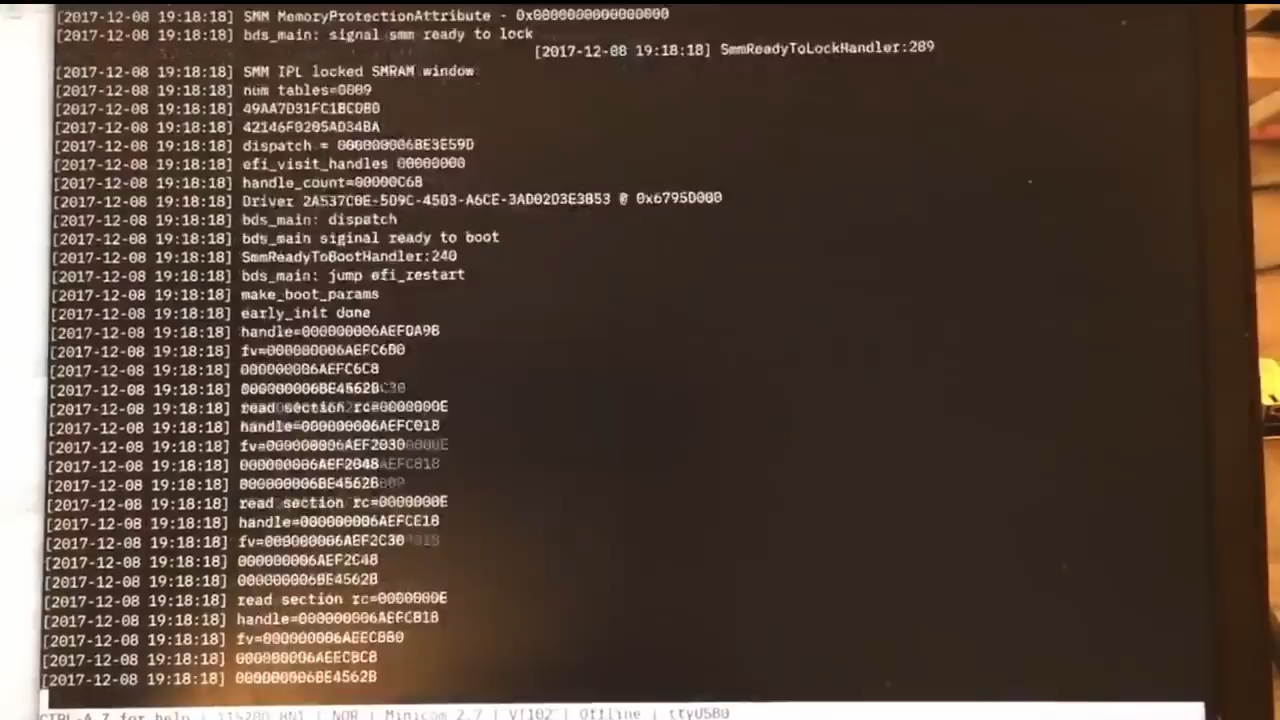 [2017-12-08 19:18:18] SMM MemoryProtectionAttribute - 0x0000000000000000
[2017-12-08 19:18:18] bds_main: signal smm ready to lock
[2017-12-08 19:18:18] SmmReadyToLockHandler:289
[2017-12-08 19:18:18] SMM IPL locked SMRAM window
[2017-12-08 19:18:18] num tables=0009
[2017-12-08 19:18:18] 49AA7D31FC1BCDB0
[2017-12-08 19:18:18] 42146F0205AD34BA
[2017-12-08 19:18:18] dispatch = 000000006BE3E59D
[2017-12-08 19:18:18] efi_visit_handles 00000000
[2017-12-08 19:18:18] handle_count=00000C6B
[2017-12-08 19:18:18] Driver 2A537C0E-5D9C-45D3-A6CE-3AD02D3E3B53 @ 0x6795D000
[2017-12-08 19:18:18] bds_main: dispatch
[2017-12-08 19:18:18] bds_main siginal ready to boot
[2017-12-08 19:18:18] SmmReadyToBootHandler:240
[2017-12-08 19:18:18] bds_main: jump efi_restart
[2017-12-08 19:18:18] make_boot_params
[2017-12-08 19:18:18] early_init done
[2017-12-08 19:18:18] handle=000000006AEFDA98
[2017-12-08 19:18:18] fv=000000006AEFC6B0
[2017-12-08 19:18:18] 000000006AEFC6C8
[2017-12-08 19:18:18] 000000006BE4562B
[2017-12-08 19:18:18] read section rc=0000000E
[2017-12-08 19:18:18] handle=000000006AEFC018
[2017-12-08 19:18:18] fv=000000006AEF2030
[2017-12-08 19:18:18] 000000006AEF2048
[2017-12-08 19:18:18] 000000006BE4562B
[2017-12-08 19:18:18] read section rc=0000000E
[2017-12-08 19:18:18] handle=000000006AEFCE18
[2017-12-08 19:18:18] fv=000000006AEF2C30
[2017-12-08 19:18:18] 000000006AEF2C48
[2017-12-08 19:18:18] 000000006BE4562B
[2017-12-08 19:18:18] read section rc=0000000E
[2017-12-08 19:18:18] handle=000000006AEFC818
[2017-12-08 19:18:18] fv=000000006AEECBB0
[2017-12-08 19:18:18] 000000006AEECBC8
[2017-12-08 19:18:18] 000000006BE4562B
CTRL-A Z for help | 115200 8N1 | NOR | Minicom 2.7 | VT102 | Offline | ttyUSB0